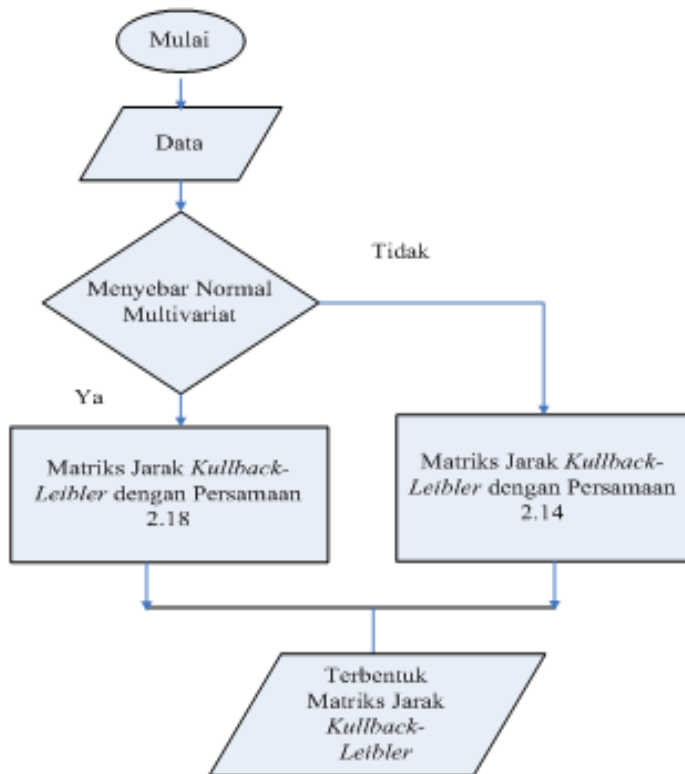 Mulai
Data
Menyebar Normal
Multivariat
Tidak
Ya
Matriks Jarak Kullback-
Leibler dengan Persamaan
2.18
Matriks Jarak Kullback-
Leibler dengan Persamaan
2.14
Terbentuk
Matriks Jarak
Kullback-
Leibler